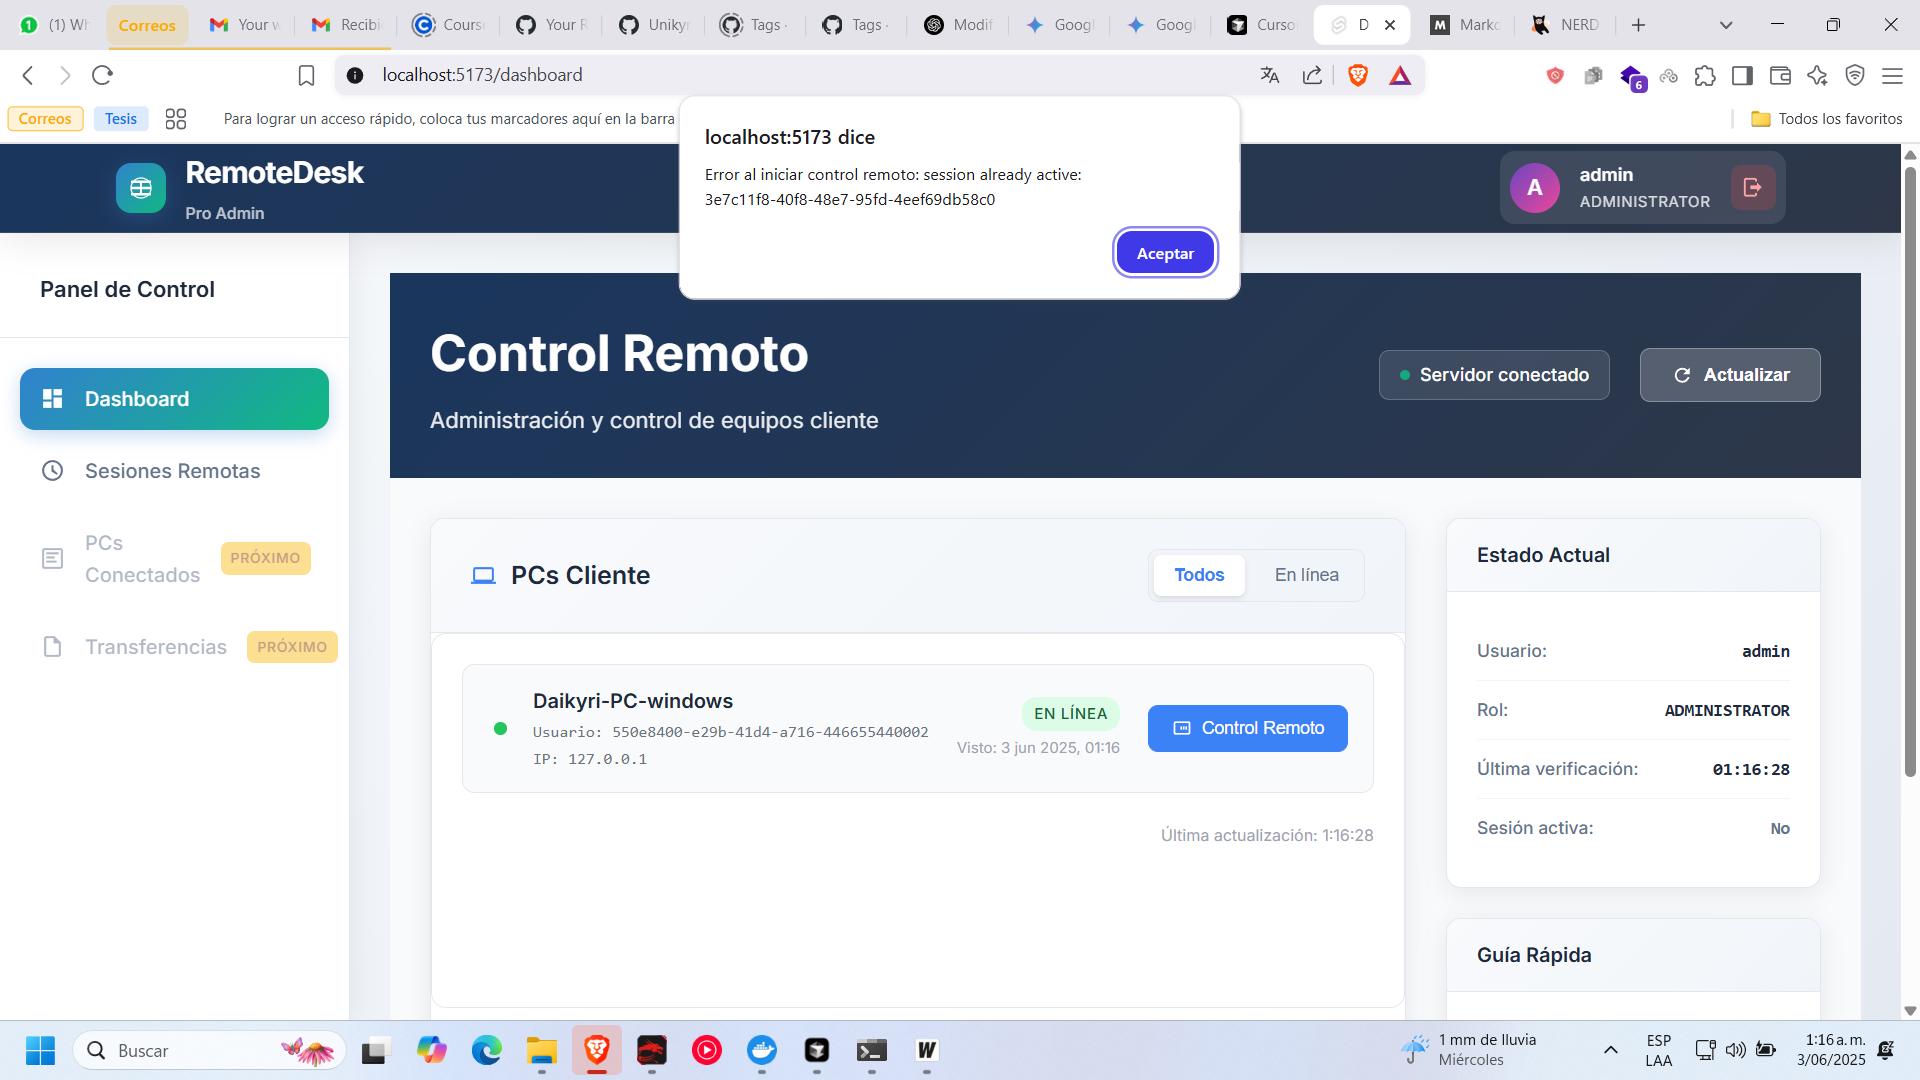 (1) Wh
Correos
Your w
Recibi
Cours
Your R
Unikyr
Tags ·
Tags ·
Modif
Googl
Googl
Curso
D
Marko
NERD
localhost:5173/dashboard
6
Correos
Tesis
Para lograr un acceso rápido, coloca tus marcadores aquí en la barra
Todos los favoritos
localhost:5173 dice
Error al iniciar control remoto: session already active:
3e7c11f8-40f8-48e7-95fd-4eef69db58c0
Aceptar
RemoteDesk
Pro Admin
A
admin
ADMINISTRATOR
Panel de Control
Dashboard
Sesiones Remotas
PCs
Conectados
PRÓXIMO
Transferencias
PRÓXIMO
Control Remoto
Administración y control de equipos cliente
Servidor conectado
Actualizar
PCs Cliente
Todos
En línea
Daikyri-PC-windows
Usuario: 550e8400-e29b-41d4-a716-446655440002
IP: 127.0.0.1
EN LÍNEA
Visto: 3 jun 2025, 01:16
Control Remoto
Última actualización: 1:16:28
Estado Actual
Usuario: admin
Rol: ADMINISTRATOR
Última verificación: 01:16:28
Sesión activa: No
Guía Rápida
Buscar
1 mm de lluvia
Miércoles
ESP
LAA
1:16 a. m.
3/06/2025